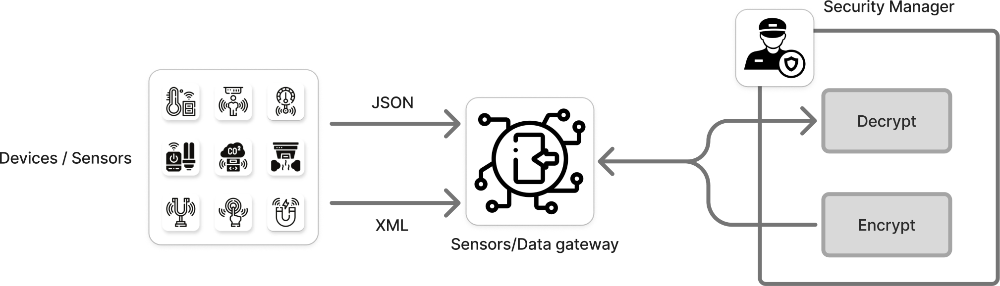 Security Manager
JSON
Decrypt
Devices / Sensors
CO²
XML
Encrypt
Sensors/Data gateway